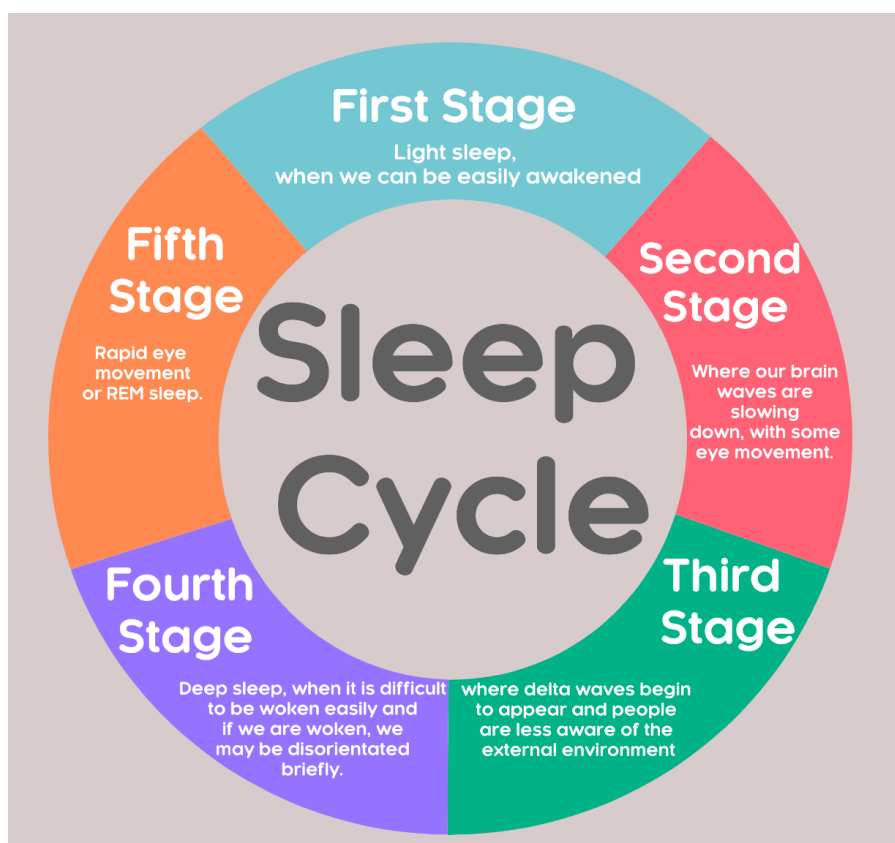 First Stage
Light sleep,
when we can be easily awakened
Second
Stage
Where our brain
waves are
slowing
down, with some
eye movement.
Third
Stage
where delta waves begin
to appear and people
are less aware of the
external environment
Fourth
Stage
Deep sleep, when it is difficult
to be woken easily and
if we are woken, we
may be disorientated
briefly.
Fifth
Stage
Rapid eye
movement
or REM sleep.
Sleep
Cycle